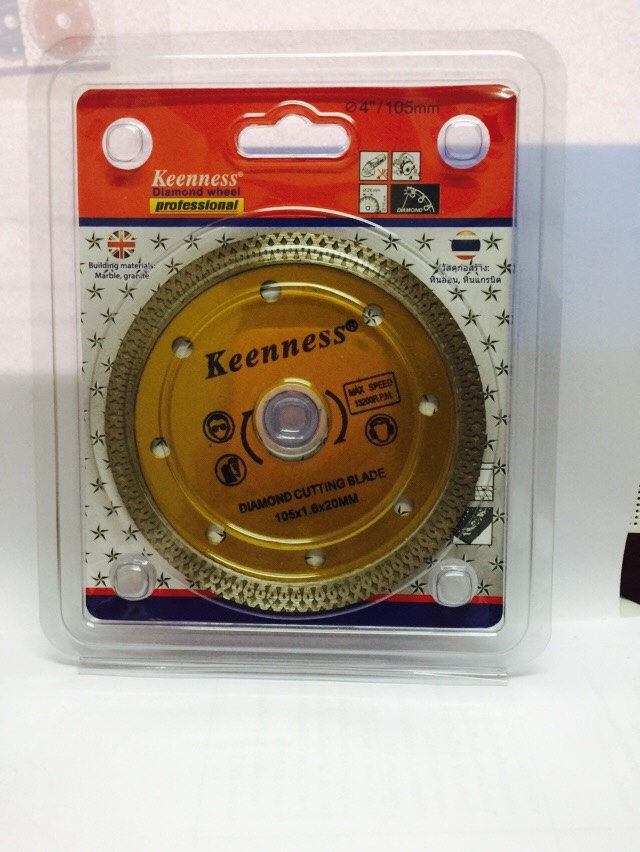 Ø4"/105mm
Keenness®
Diamond wheel
professional
DIAMOND
Building materials:
Marble, granite
วัสดุก่อสร้าง:
หินอ่อน, หินแกรนิต
Keenness®
MAX SPEED
13200R.P.M.
DIAMOND CUTTING BLADE
105x1.6x20MM